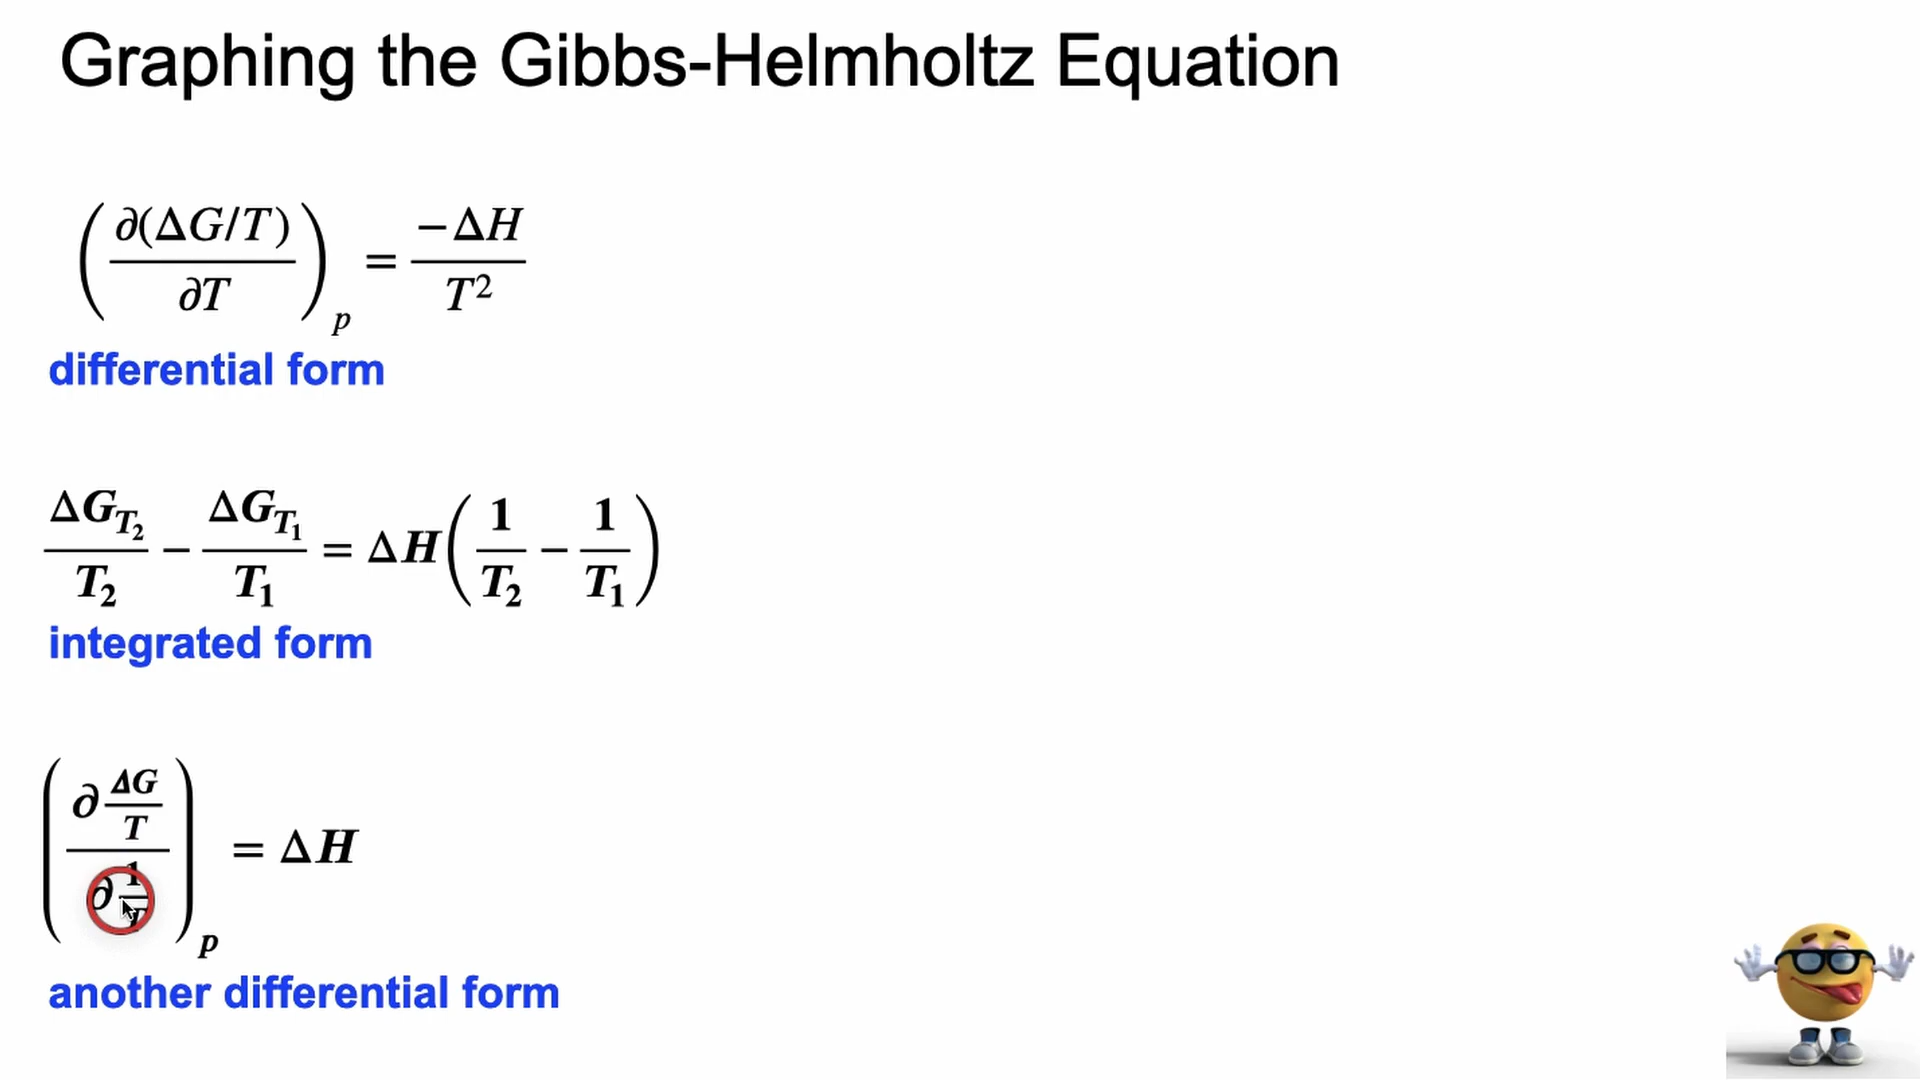 Graphing the Gibbs-Helmholtz Equation
(∂(ΔG/T)/∂T)_p = −ΔH/T²
differential form
ΔG_T₂/T₂ − ΔG_T₁/T₁ = ΔH(1/T₂ − 1/T₁)
integrated form
(∂ ΔG/T / ∂ 1/T)_p = ΔH
another differential form